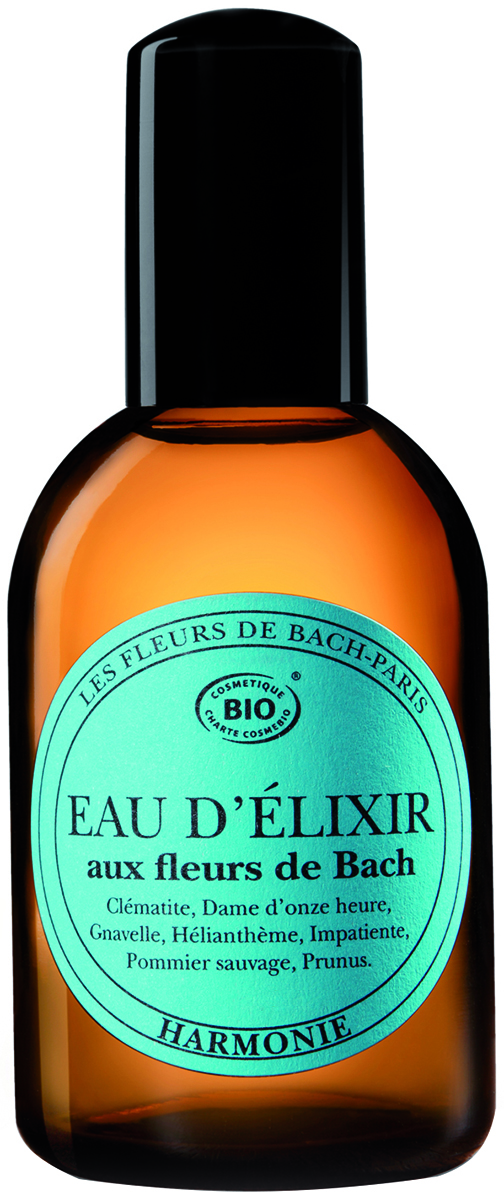 LES FLEURS DE BACH-PARIS
COSMETIQUE
®
BIO
CHARTE COSMEBIO
EAU D'ÉLIXIR
aux fleurs de Bach
Clématite, Dame d'onze heure,
Gnavelle, Hélianthème, Impatiente,
Pommier sauvage, Prunus.
HARMONIE